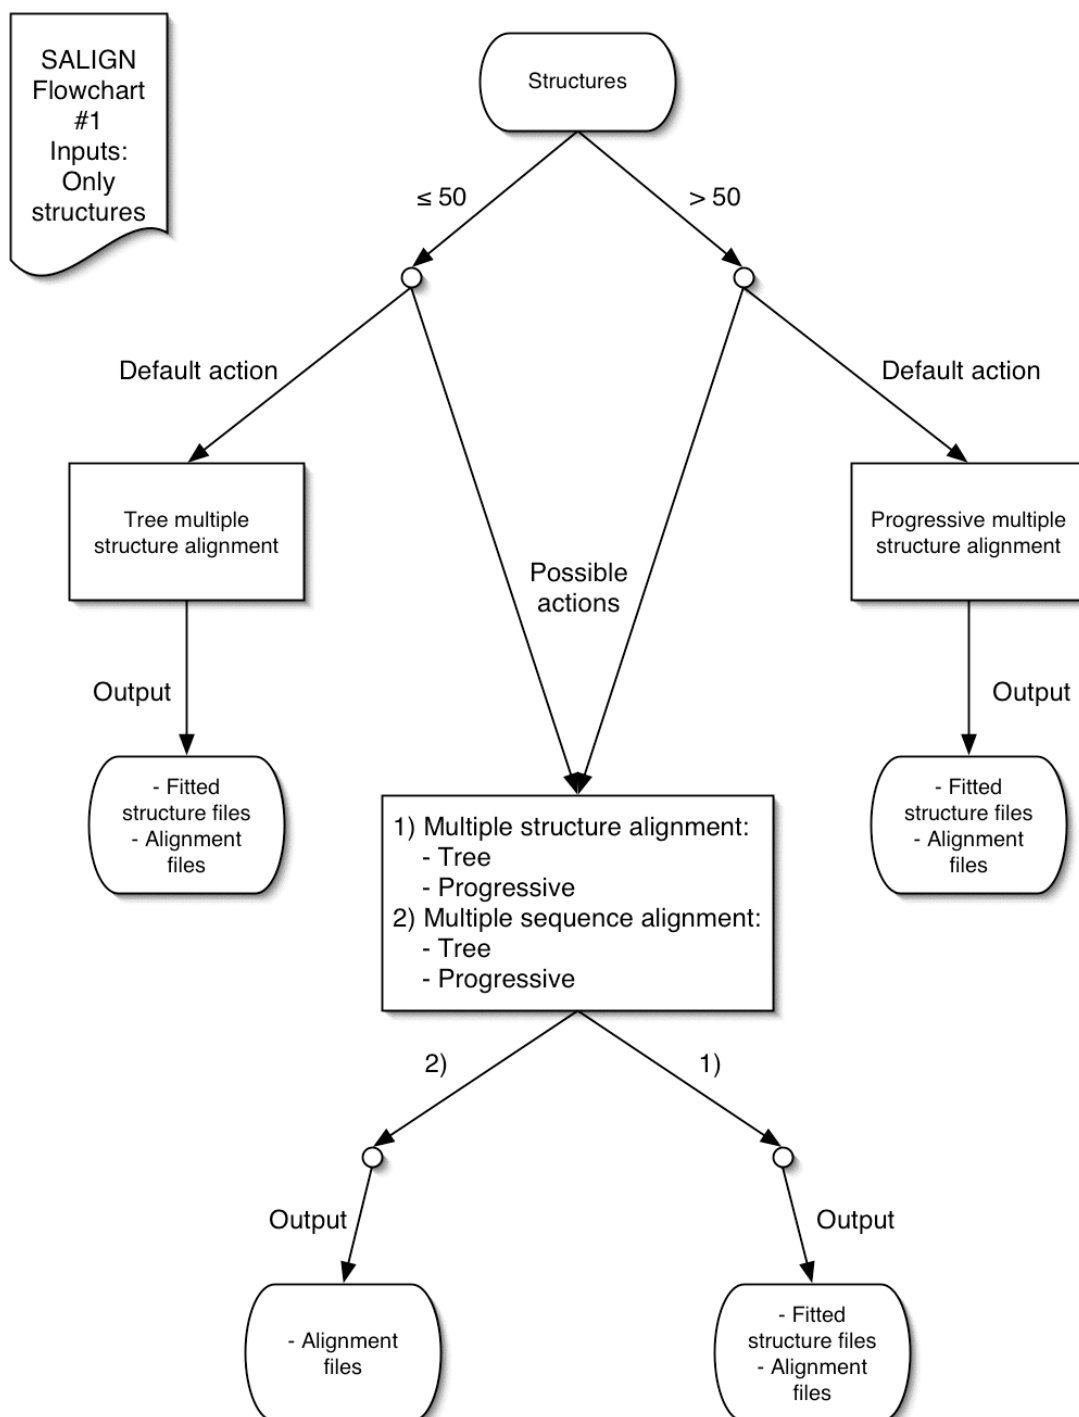 SALIGN
Flowchart
#1
Inputs:
Only
structures
Structures
≤ 50
> 50
Default action
Default action
Tree multiple
structure alignment
Progressive multiple
structure alignment
Possible
actions
Output
Output
- Fitted
structure files
- Alignment
files
- Fitted
structure files
- Alignment
files
1) Multiple structure alignment:
- Tree
- Progressive
2) Multiple sequence alignment:
- Tree
- Progressive
2)
1)
Output
Output
- Alignment
files
- Fitted
structure files
- Alignment
files